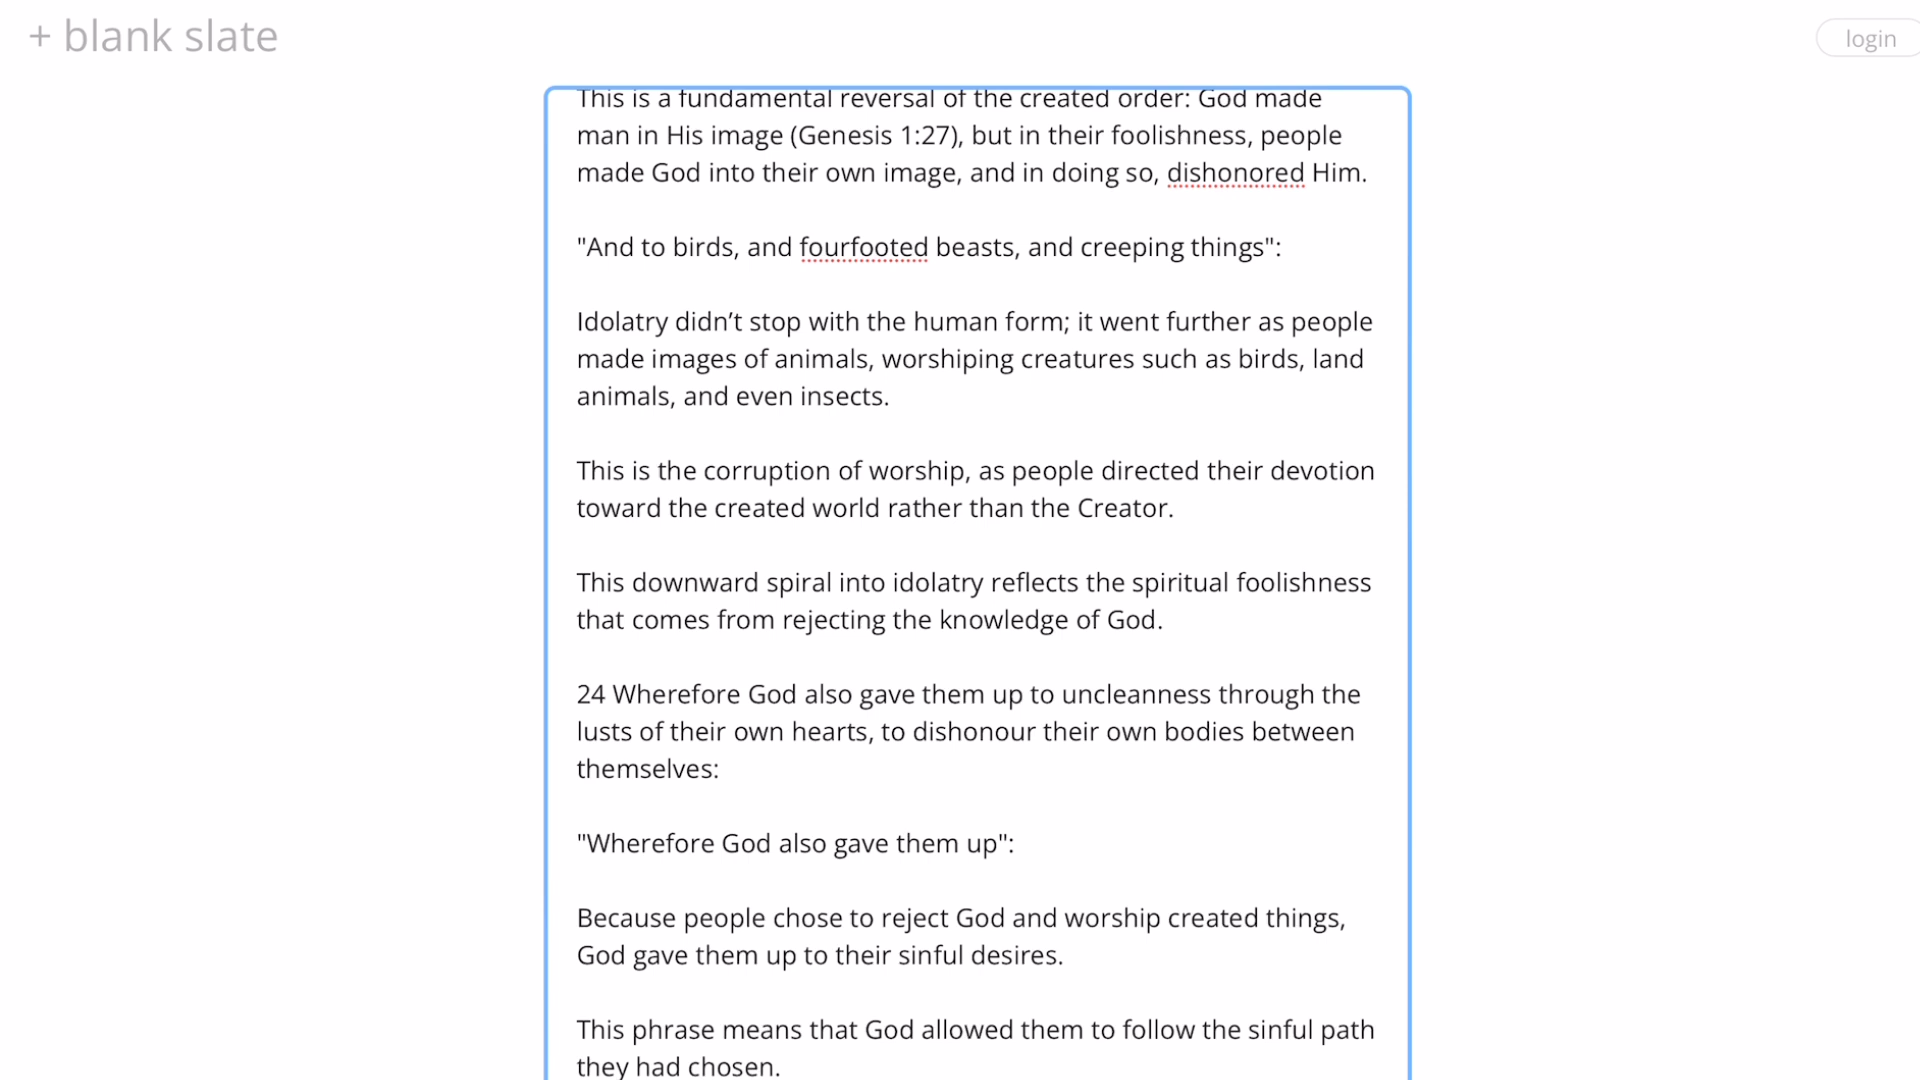 + blank slate
login
This is a fundamental reversal of the created order: God made
man in His image (Genesis 1:27), but in their foolishness, people
made God into their own image, and in doing so, dishonored Him.
"And to birds, and fourfooted beasts, and creeping things":
Idolatry didn’t stop with the human form; it went further as people
made images of animals, worshiping creatures such as birds, land
animals, and even insects.
This is the corruption of worship, as people directed their devotion
toward the created world rather than the Creator.
This downward spiral into idolatry reflects the spiritual foolishness
that comes from rejecting the knowledge of God.
24 Wherefore God also gave them up to uncleanness through the
lusts of their own hearts, to dishonour their own bodies between
themselves:
"Wherefore God also gave them up":
Because people chose to reject God and worship created things,
God gave them up to their sinful desires.
This phrase means that God allowed them to follow the sinful path
they had chosen.